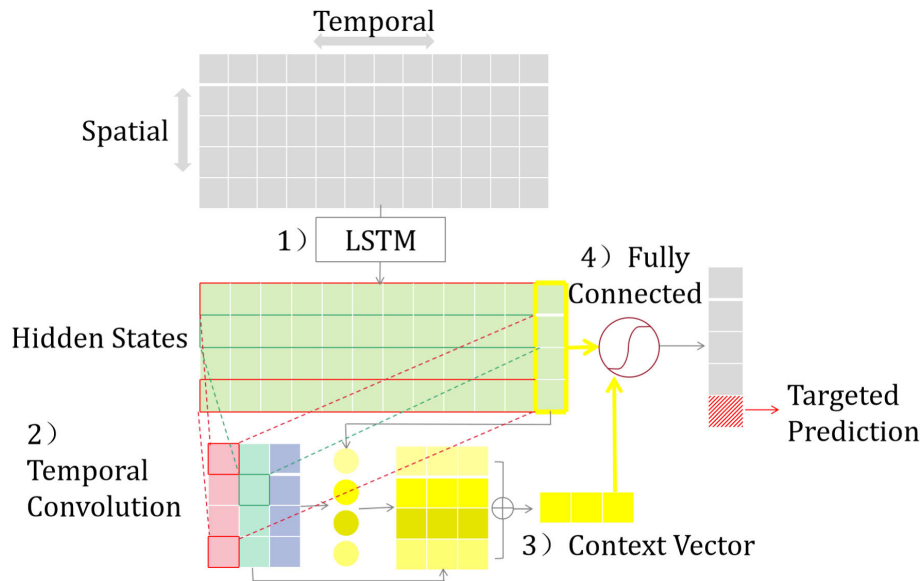 Temporal
Spatial
1） LSTM
4） Fully
Connected
Hidden States
2）
Temporal
Convolution
Targeted
Prediction
3） Context Vector